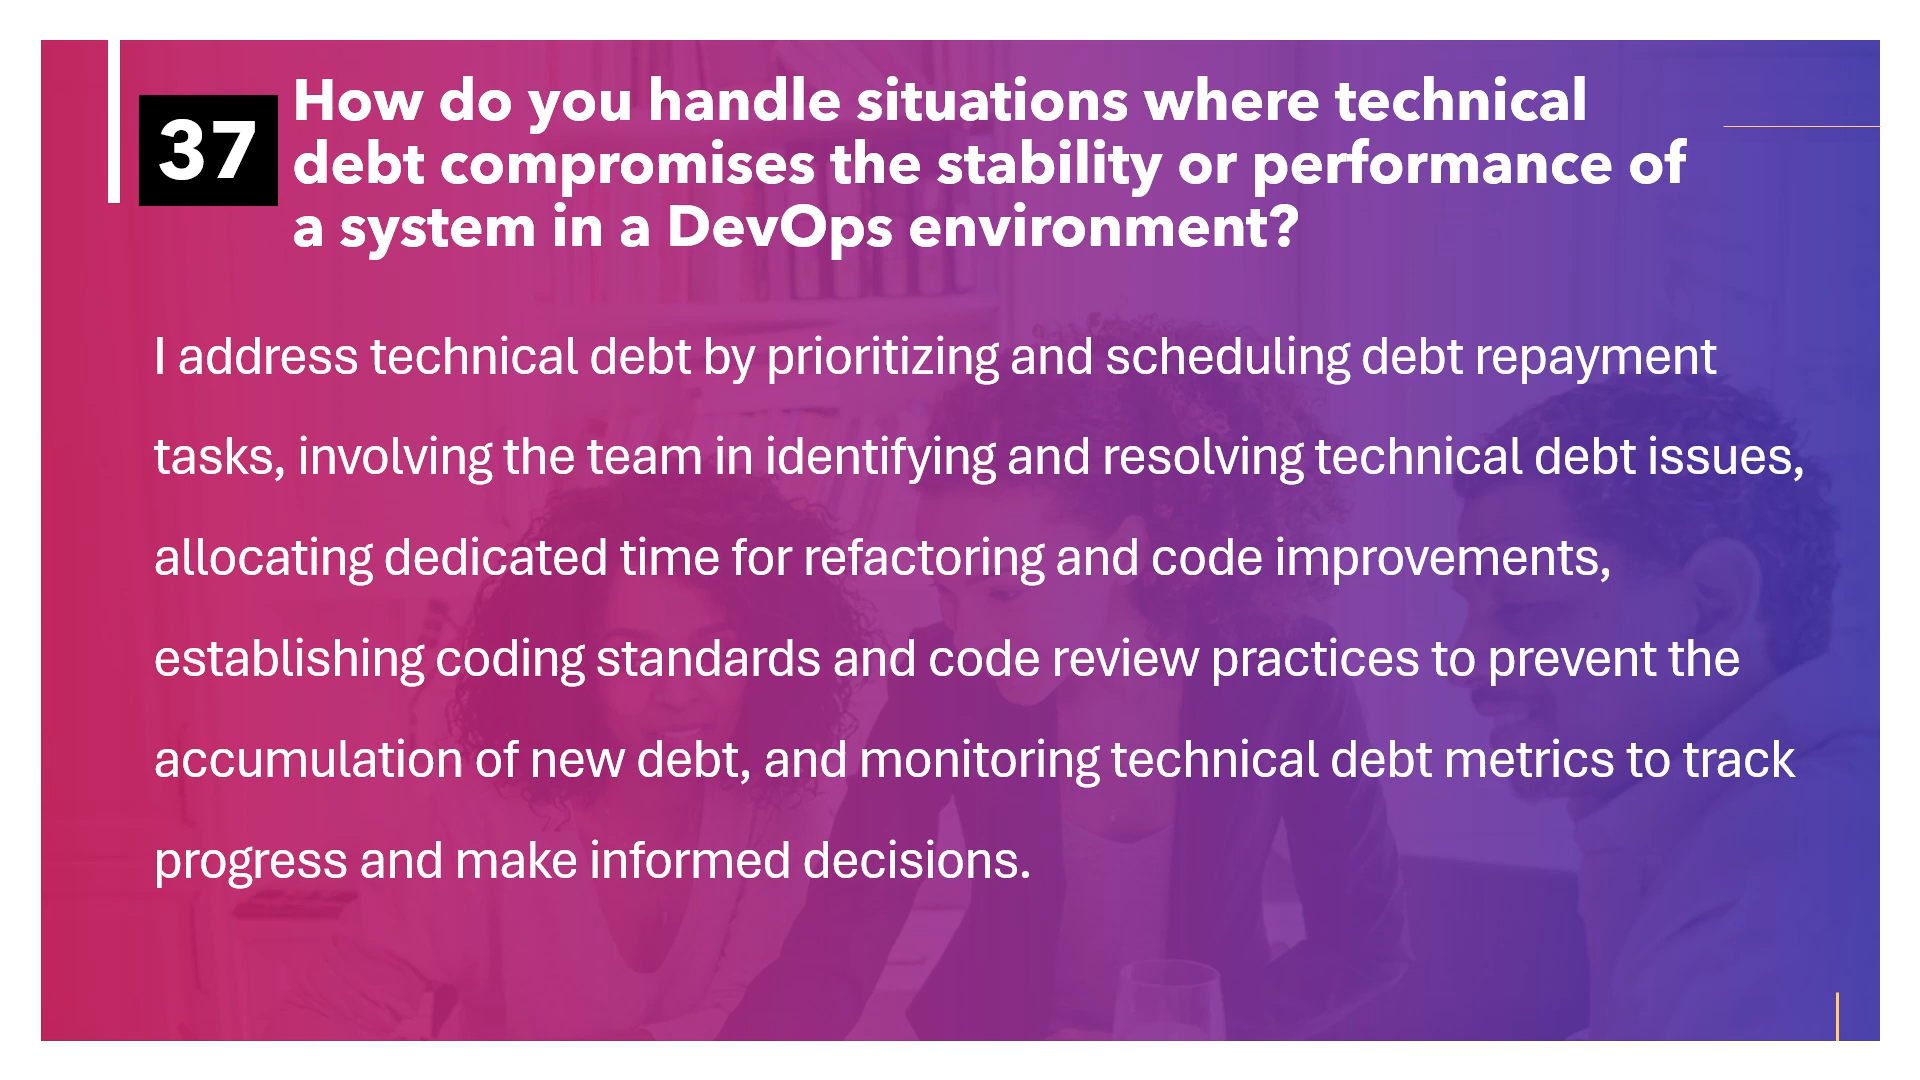 37
How do you handle situations where technical
debt compromises the stability or performance of
a system in a DevOps environment?
I address technical debt by prioritizing and scheduling debt repayment
tasks, involving the team in identifying and resolving technical debt issues,
allocating dedicated time for refactoring and code improvements,
establishing coding standards and code review practices to prevent the
accumulation of new debt, and monitoring technical debt metrics to track
progress and make informed decisions.